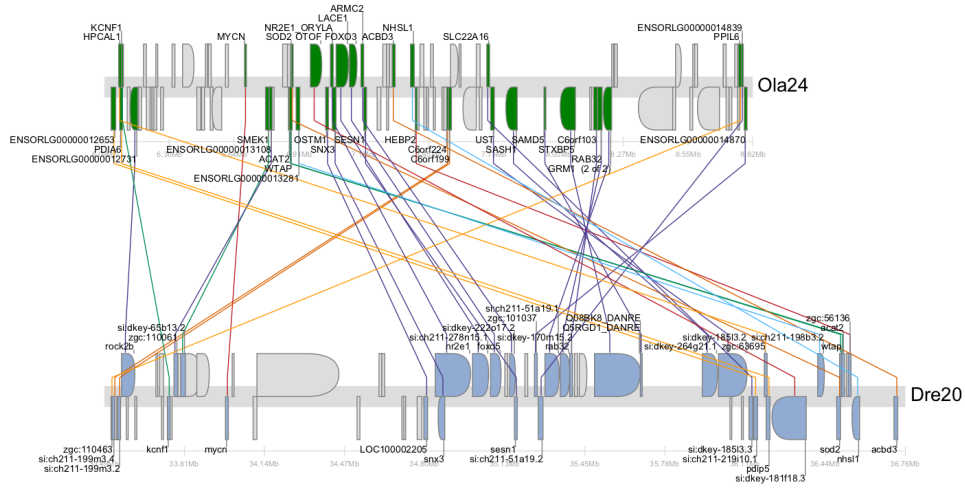 ARMC2
LACE1
KCNF1 NR2E1 ORYLA NHSL1 ENSORLG00000014839
HPCAL1 MYCN SOD2 OTOF FOXO3 ACBD3 SLC22A16 PPIL6
Ola24
ENSORLG00000012653 SMEK1 OSTM1 SESN1 HEBP2 UST SAMD5 C6orf103 ENSORLG00000014870
PDIA6 ENSORLG00000013108 SNX3 C6orf224 SASH1 STXBP5 RAB32
ENSORLG00000012731 ACAT2 C6orf199 GRM1 (2 of 2)
WTAP
ENSORLG00000013281
8.27Mb 8.55Mb 8.82Mb
si:ch211-51a19.1
zgc:101037 Q08BK8_DANRE zgc:56136
si:dkey-65b13.2 si:dkey-222o17.2 Q5RGD1_DANRE acat2
zgc:110061 si:ch211-278n15.1 si:dkey-170m15.2 si:dkey-185l3.2 si:ch211-198b3.2
rock2b nr2e1 foxo5 rab32 si:dkey-264g21.1 zgc:63695 wtap
Dre20
zgc:110463 kcnf1 mycn LOC100002205 sesn1 si:dkey-185l3.3 sod2 acbd3
si:ch211-199m3.4 snx3 si:ch211-51a19.2 si:ch211-219i10.1 nhsl1
si:ch211-199m3.2 pdip5
si:dkey-181f18.3
33.81Mb 34.14Mb 34.47Mb 34.80Mb 35.13Mb 35.45Mb 35.78Mb 36.44Mb 36.76Mb